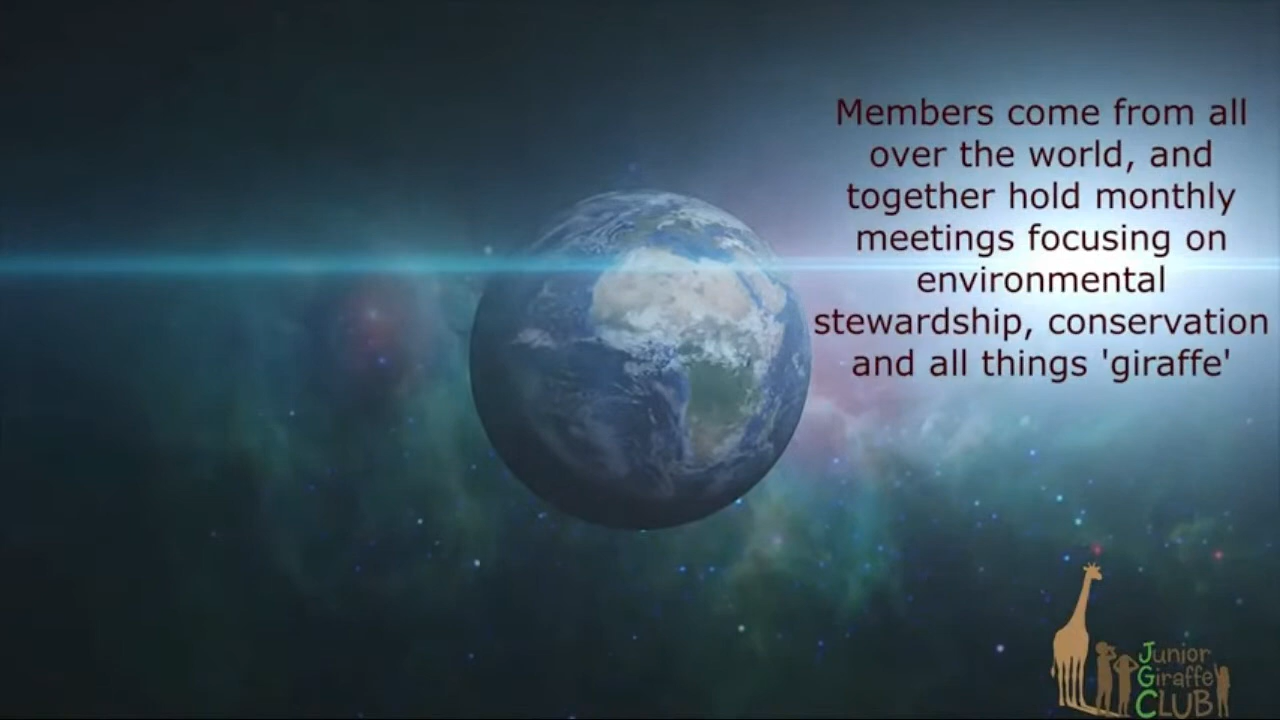 Members come from all
over the world, and
together hold monthly
meetings focusing on
environmental
stewardship, conservation
and all things 'giraffe'
Junior
Giraffe
CLUB